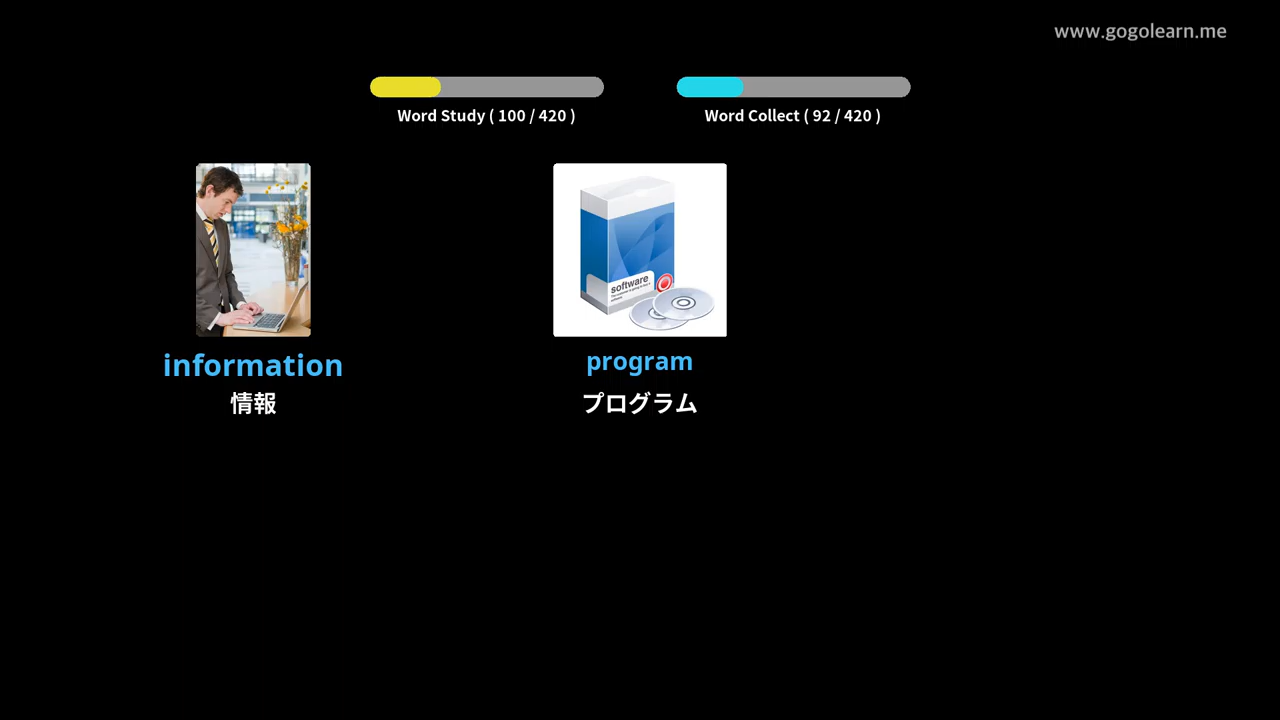 www.gogolearn.me
Word Study ( 100 / 420 )
Word Collect ( 92 / 420 )
software
information
program
情報
プログラム